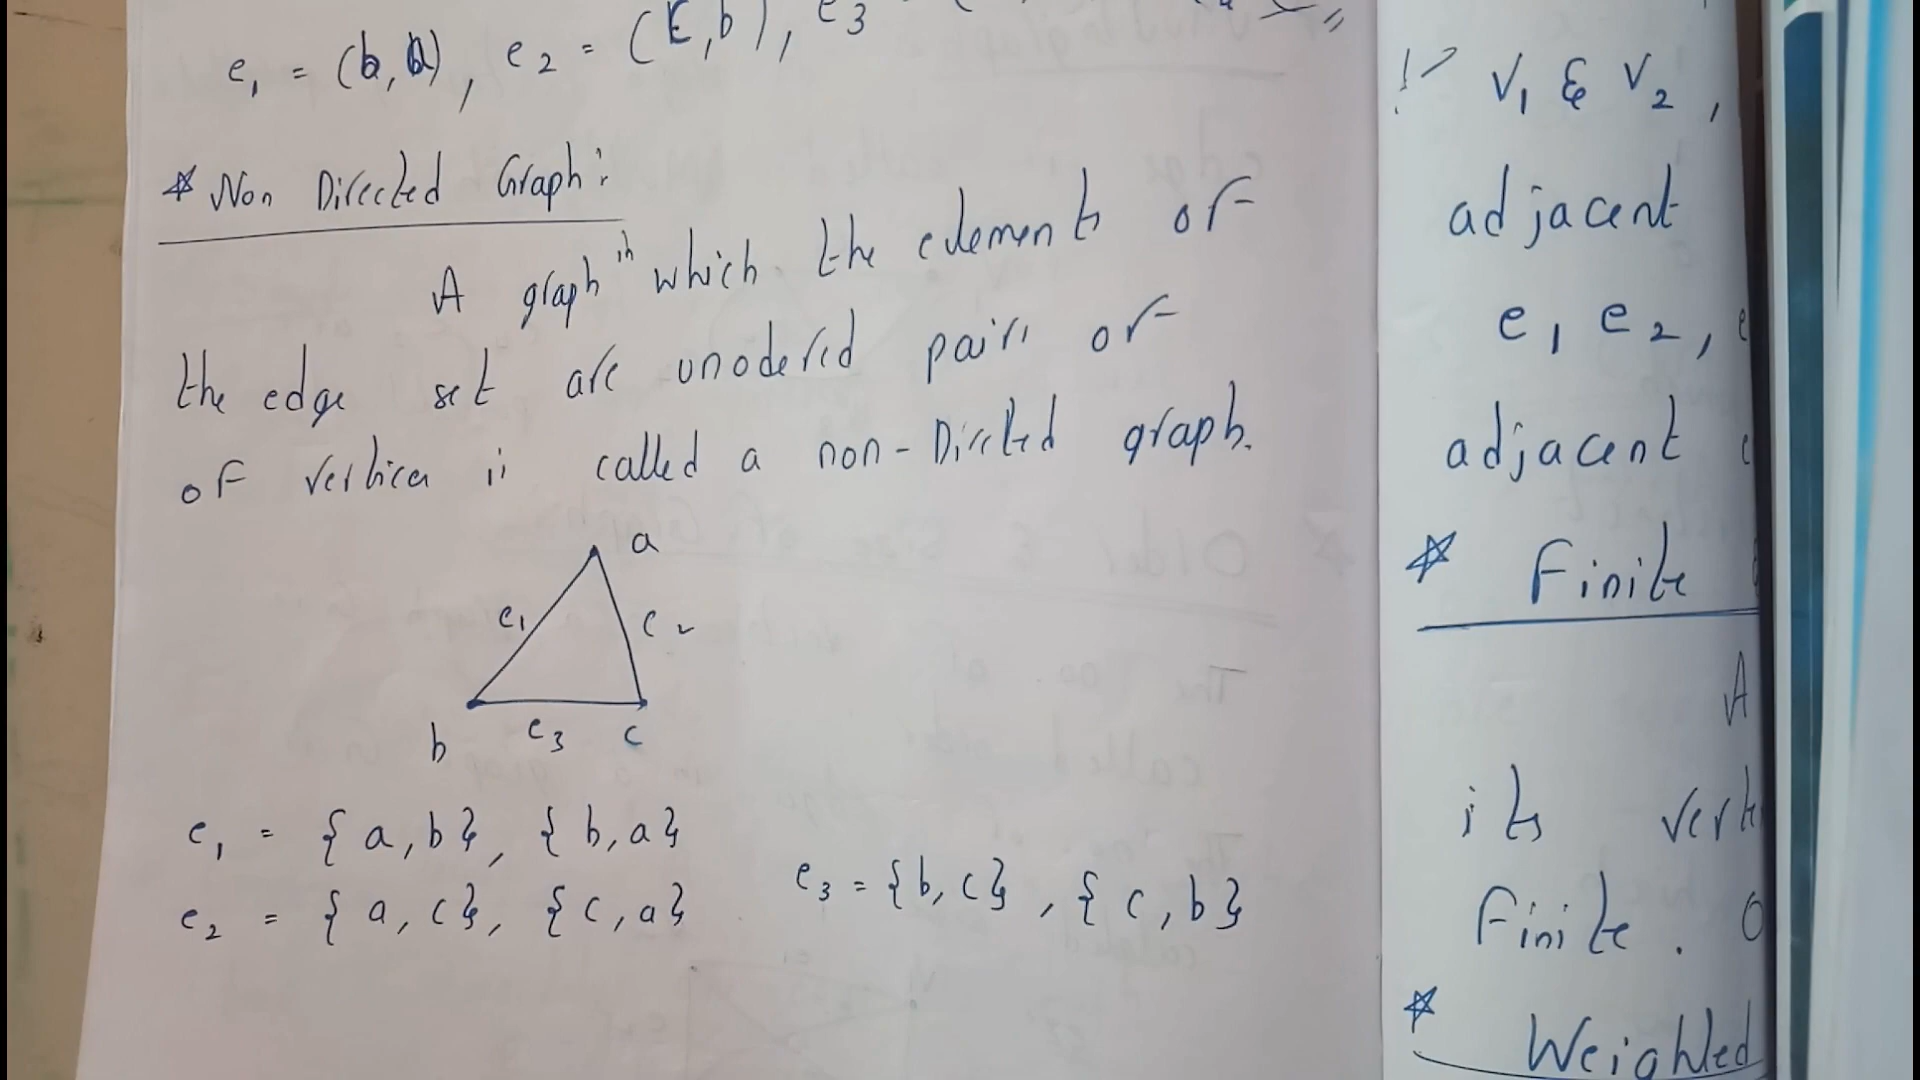 e₁ = (b,a), e₂ = (c,b), e₃
* Non Directed Graph:
A graph in which the elements of
the edge set are unodered pairs of
of vertices is called a non-Directed graph.
a
e₁
e₂
b
e₃
c
e₁ = {a,b}, {b,a}
e₂ = {a,c}, {c,a}
e₃ = {b,c}, {c,b}
V₁ & V₂,
adjacent
e₁ e₂,
adjacent
* Finite
A
its
Finite.
* Weighted